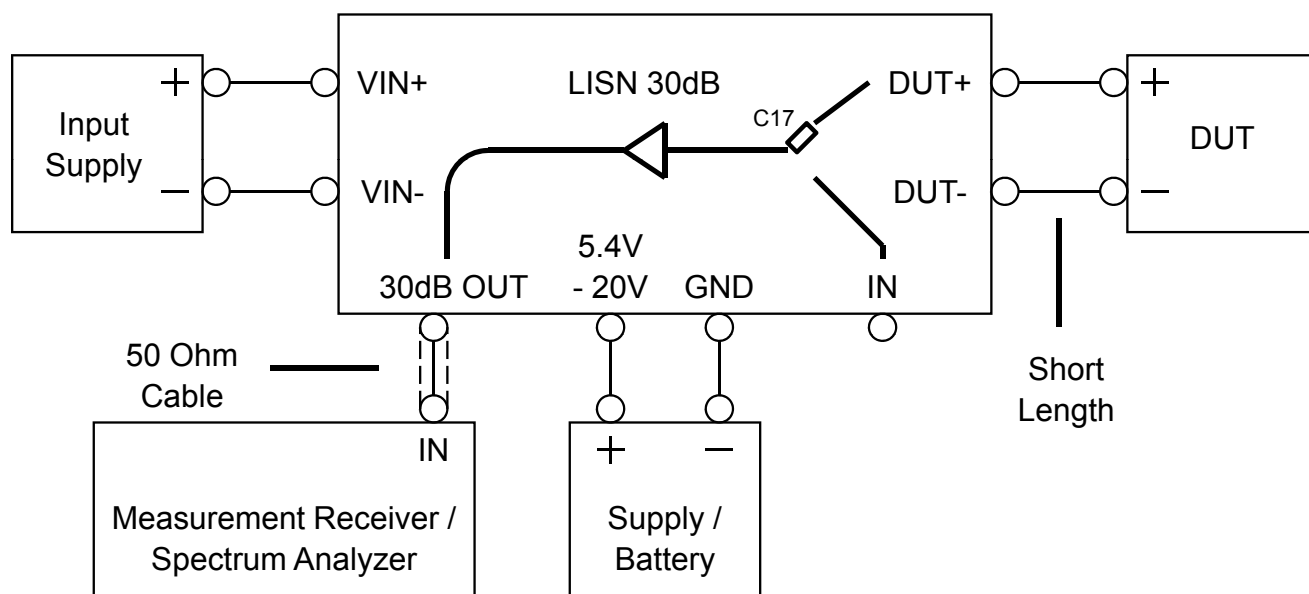 Input
Supply
+
−
VIN+
VIN-
LISN 30dB
C17
DUT+
DUT-
+
−
DUT
30dB OUT
5.4V
- 20V
GND
IN
50 Ohm
Cable
Short
Length
IN
Measurement Receiver /
Spectrum Analyzer
+
−
Supply /
Battery